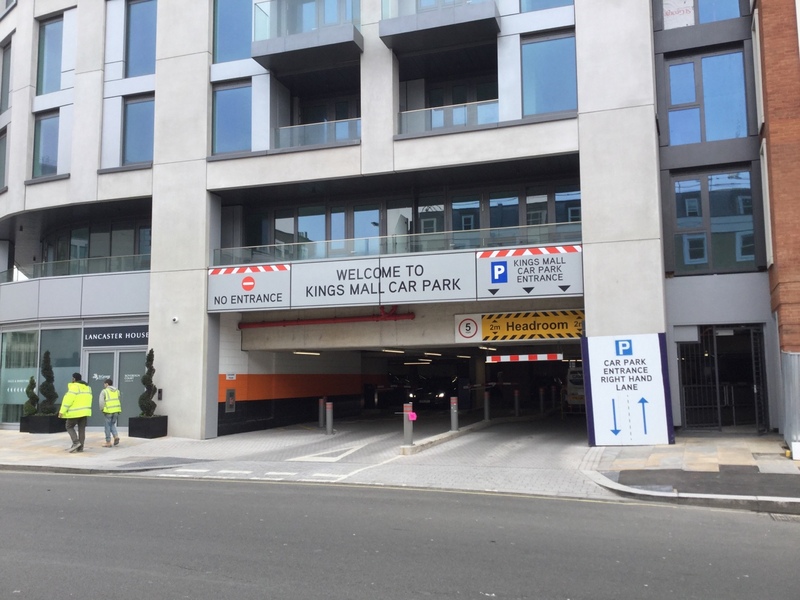 NO ENTRANCE
WELCOME TO
KINGS MALL CAR PARK
P
KINGS MALL
CAR PARK
ENTRANCE
5
2m
Headroom
LANCASTER HOUSE
P
CAR PARK
ENTRANCE
RIGHT HAND
LANE